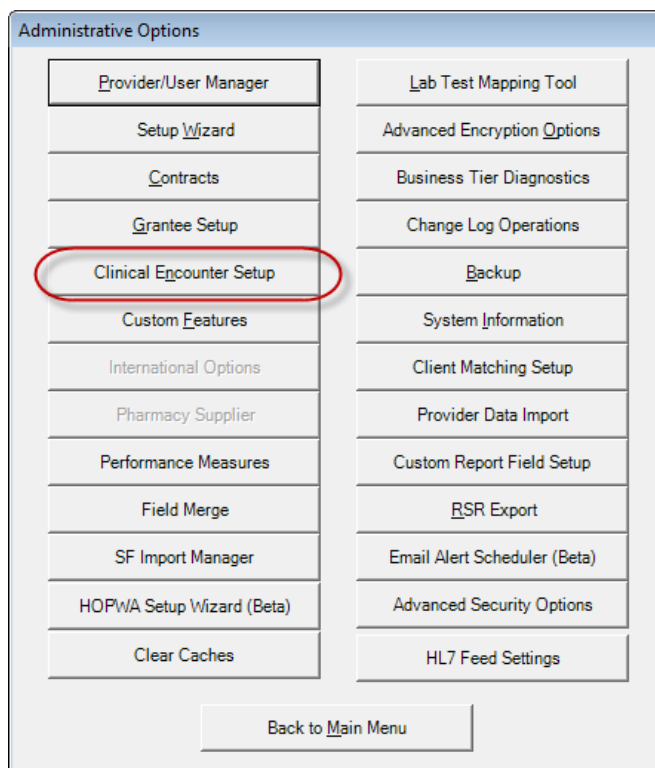 Administrative Options
Provider/User Manager
Lab Test Mapping Tool
Setup Wizard
Advanced Encryption Options
Contracts
Business Tier Diagnostics
Grantee Setup
Change Log Operations
Clinical Encounter Setup
Backup
Custom Features
System Information
International Options
Client Matching Setup
Pharmacy Supplier
Provider Data Import
Performance Measures
Custom Report Field Setup
Field Merge
RSR Export
SF Import Manager
Email Alert Scheduler (Beta)
HOPWA Setup Wizard (Beta)
Advanced Security Options
Clear Caches
HL7 Feed Settings
Back to Main Menu